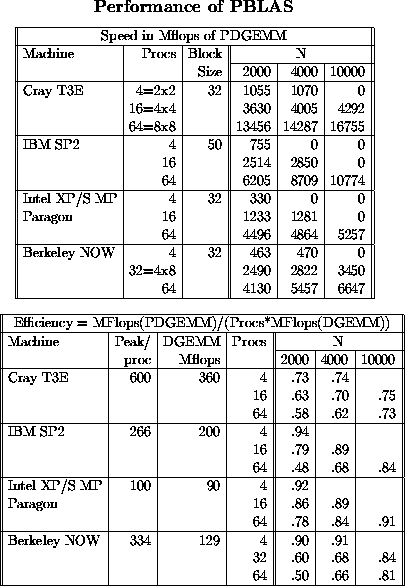 Performance of PBLAS
Speed in Mflops of PDGEMM
Machine Procs Block N
Size 2000 4000 10000
Cray T3E 4=2x2 32 1055 1070 0
16=4x4 3630 4005 4292
64=8x8 13456 14287 16755
IBM SP2 4 50 755 0 0
16 2514 2850 0
64 6205 8709 10774
Intel XP/S MP 4 32 330 0 0
Paragon 16 1233 1281 0
64 4496 4864 5257
Berkeley NOW 4 32 463 470 0
32=4x8 2490 2822 3450
64 4130 5457 6647
Efficiency = MFlops(PDGEMM)/(Procs*MFlops(DGEMM))
Machine Peak/ DGEMM Procs N
proc Mflops 2000 4000 10000
Cray T3E 600 360 4 .73 .74
16 .63 .70 .75
64 .58 .62 .73
IBM SP2 266 200 4 .94
16 .79 .89
64 .48 .68 .84
Intel XP/S MP 100 90 4 .92
Paragon 16 .86 .89
64 .78 .84 .91
Berkeley NOW 334 129 4 .90 .91
32 .60 .68 .84
64 .50 .66 .81